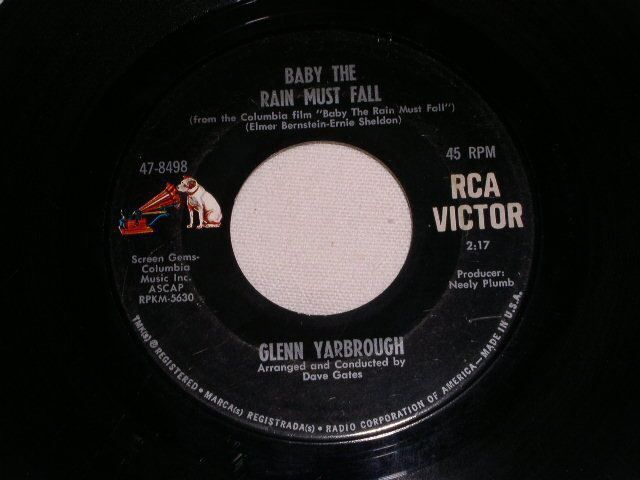 BABY THE
RAIN MUST FALL
(from the Columbia film "Baby The Rain Must Fall")
(Elmer Bernstein-Ernie Sheldon)
47-8498
45 RPM
RCA
VICTOR
2:17
Screen Gems-
Columbia
Music Inc.
ASCAP
RPKM-5630
Producer:
Neely Plumb
GLENN YARBROUGH
Arranged and Conducted by
Dave Gates
TMK(s) ® REGISTERED • MARCA(s) REGISTRADA(s) • RADIO CORPORATION OF AMERICA—MADE IN U.S.A.